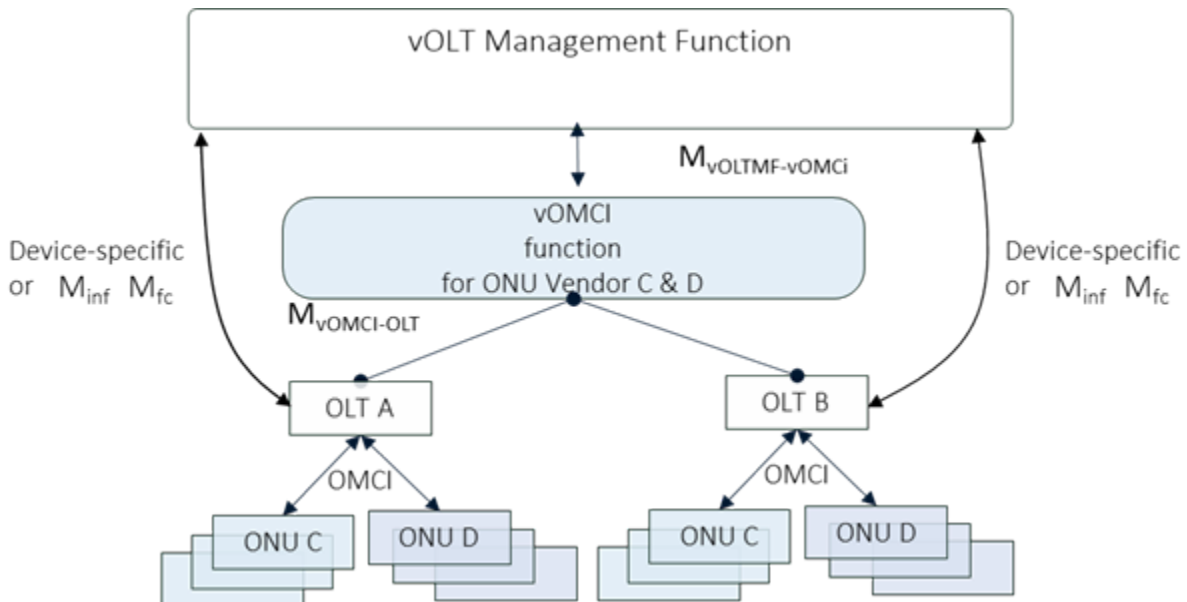 vOLT Management Function
MvOLTMF-vOMCi
vOMCI
function
for ONU Vendor C & D
Device-specific
or Minf Mfc
Device-specific
or Minf Mfc
MvOMCI-OLT
OLT A
OLT B
OMCI
OMCI
ONU C
ONU D
ONU C
ONU D